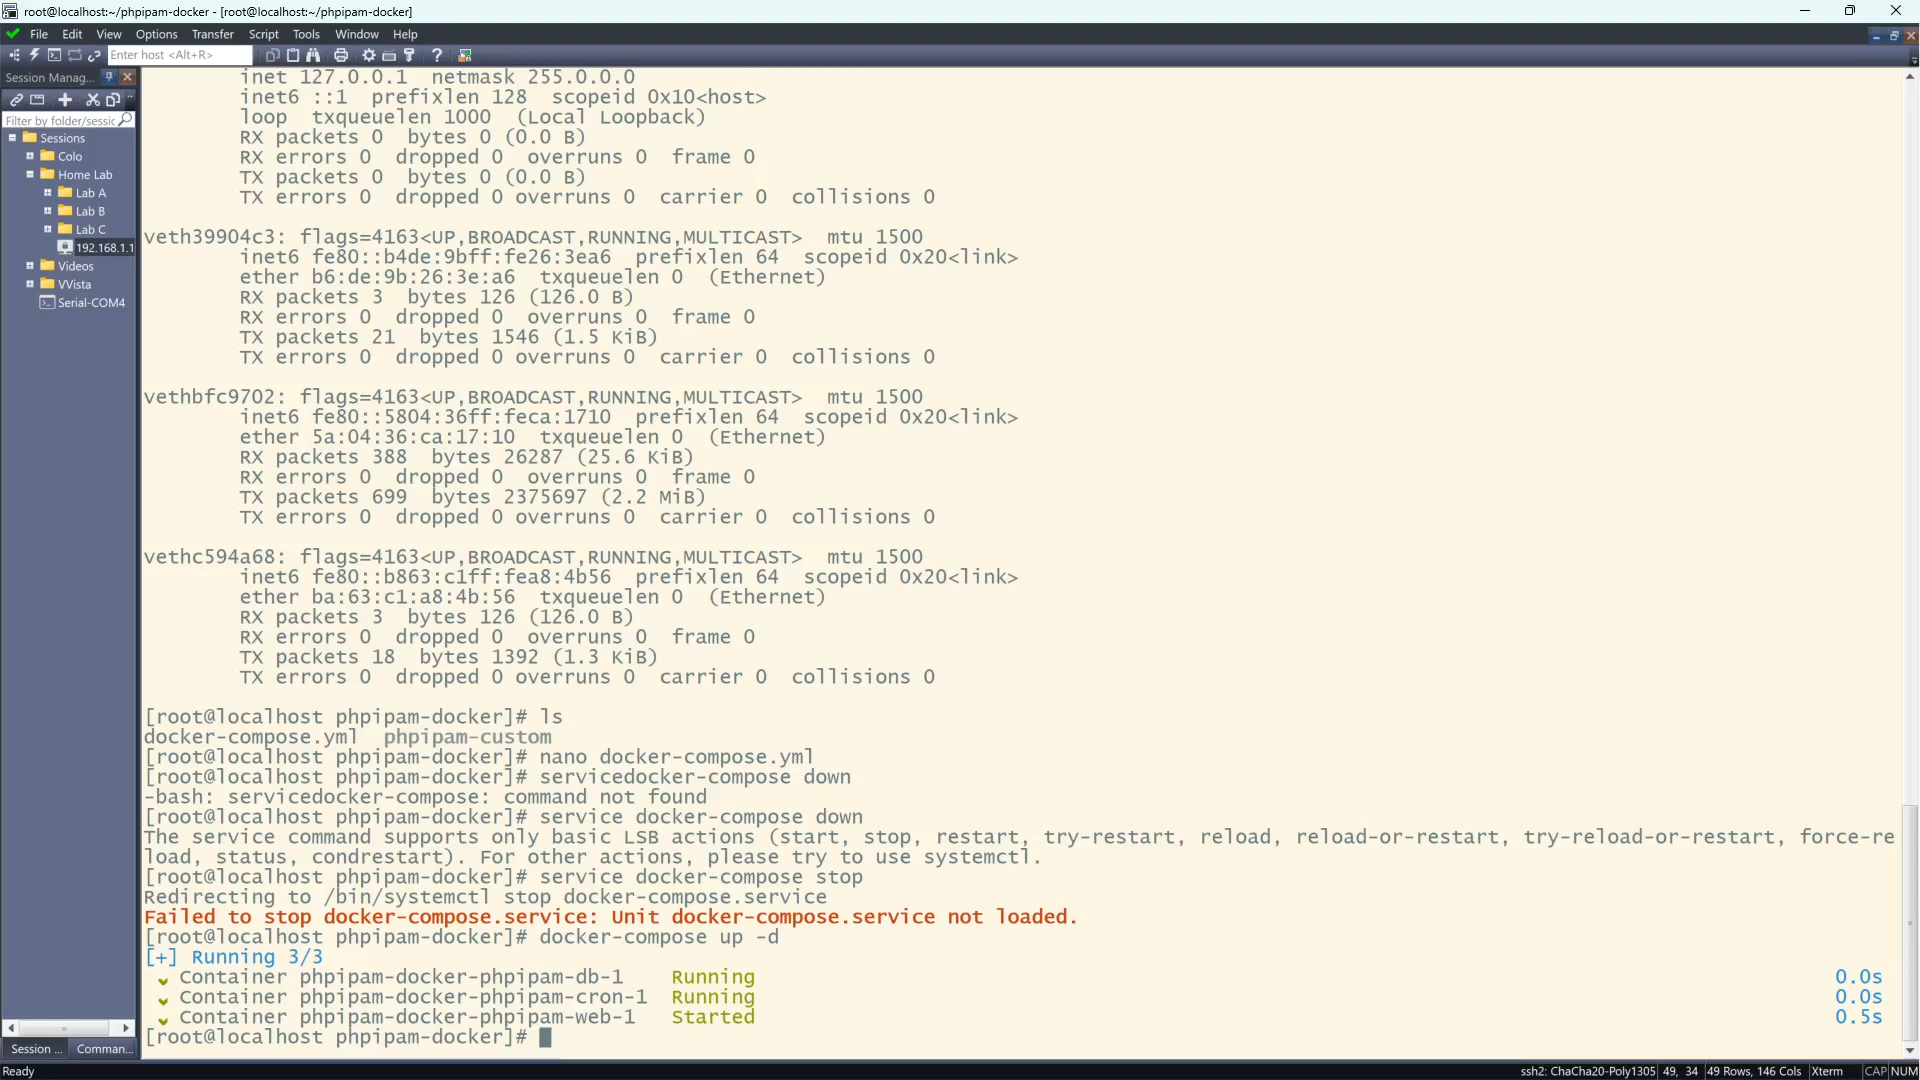 root@localhost:~/phpipam-docker - [root@localhost:~/phpipam-docker]
File Edit View Options Transfer Script Tools Window Help
Enter host <Alt+R>
Session Manag...
Filter by folder/sessic
Sessions
Colo
Home Lab
Lab A
Lab B
Lab C
192.168.1.1
Videos
VVista
Serial-COM4
inet 127.0.0.1  netmask 255.0.0.0
inet6 ::1  prefixlen 128  scopeid 0x10<host>
loop  txqueuelen 1000  (Local Loopback)
RX packets 0  bytes 0 (0.0 B)
RX errors 0  dropped 0  overruns 0  frame 0
TX packets 0  bytes 0 (0.0 B)
TX errors 0  dropped 0 overruns 0  carrier 0  collisions 0
veth39904c3: flags=4163<UP,BROADCAST,RUNNING,MULTICAST>  mtu 1500
inet6 fe80::b4de:9bff:fe26:3ea6  prefixlen 64  scopeid 0x20<link>
ether b6:de:9b:26:3e:a6  txqueuelen 0  (Ethernet)
RX packets 3  bytes 126 (126.0 B)
RX errors 0  dropped 0  overruns 0  frame 0
TX packets 21  bytes 1546 (1.5 KiB)
TX errors 0  dropped 0 overruns 0  carrier 0  collisions 0
vethbfc9702: flags=4163<UP,BROADCAST,RUNNING,MULTICAST>  mtu 1500
inet6 fe80::5804:36ff:feca:1710  prefixlen 64  scopeid 0x20<link>
ether 5a:04:36:ca:17:10  txqueuelen 0  (Ethernet)
RX packets 388  bytes 26287 (25.6 KiB)
RX errors 0  dropped 0  overruns 0  frame 0
TX packets 699  bytes 2375697 (2.2 MiB)
TX errors 0  dropped 0 overruns 0  carrier 0  collisions 0
vethc594a68: flags=4163<UP,BROADCAST,RUNNING,MULTICAST>  mtu 1500
inet6 fe80::b863:c1ff:fea8:4b56  prefixlen 64  scopeid 0x20<link>
ether ba:63:c1:a8:4b:56  txqueuelen 0  (Ethernet)
RX packets 3  bytes 126 (126.0 B)
RX errors 0  dropped 0  overruns 0  frame 0
TX packets 18  bytes 1392 (1.3 KiB)
TX errors 0  dropped 0 overruns 0  carrier 0  collisions 0
[root@localhost phpipam-docker]# ls
docker-compose.yml  phpipam-custom
[root@localhost phpipam-docker]# nano docker-compose.yml
[root@localhost phpipam-docker]# servicedocker-compose down
-bash: servicedocker-compose: command not found
[root@localhost phpipam-docker]# service docker-compose down
The service command supports only basic LSB actions (start, stop, restart, try-restart, reload, reload-or-restart, try-reload-or-restart, force-re
load, status, condrestart). For other actions, please try to use systemctl.
[root@localhost phpipam-docker]# service docker-compose stop
Redirecting to /bin/systemctl stop docker-compose.service
Failed to stop docker-compose.service: Unit docker-compose.service not loaded.
[root@localhost phpipam-docker]# docker-compose up -d
[+] Running 3/3
Container phpipam-docker-phpipam-db-1    Running    0.0s
Container phpipam-docker-phpipam-cron-1  Running    0.0s
Container phpipam-docker-phpipam-web-1   Started    0.5s
[root@localhost phpipam-docker]#
Session ... Comman...
Ready ssh2: ChaCha20-Poly1305 49, 34 49 Rows, 146 Cols Xterm CAP NUM